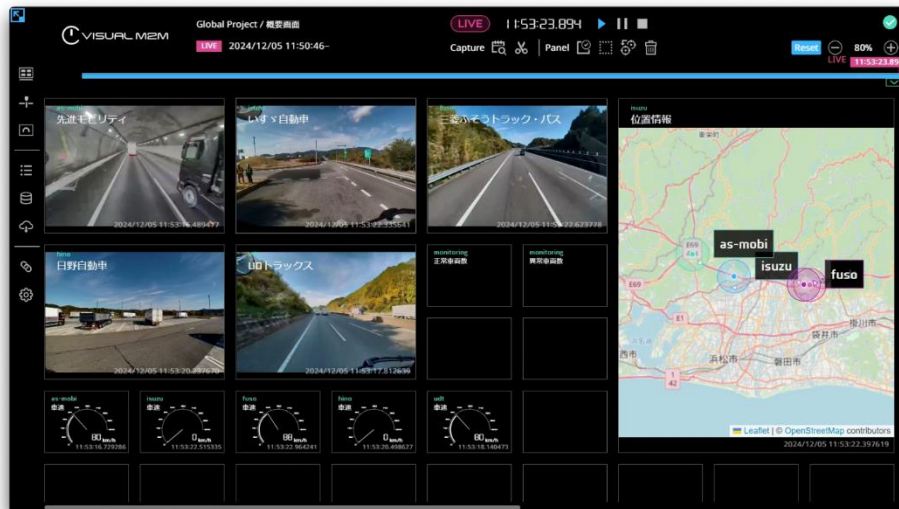 VISUAL M2M
Global Project / 概要画面
LIVE 2024/12/05 11:50:46~
LIVE 11:53:23.894
Capture
Panel
Reset
80%
LIVE 11:53:23.89
as-mobi
先進モビリティ
2024/12/05 11:53:16.489477
いすゞ自動車
2024/12/05 11:53:22.335641
三菱ふそうトラック・バス
2024/12/05 11:53:22.623778
isuzu
位置情報
hino
日野自動車
2024/12/05 11:53:20.237670
UDトラックス
2024/12/05 11:53:17.812639
monitoring
正常車両数
monitoring
異常車両数
as-mobi
isuzu
fuso
E69
E69
E1
1
42
浜松市
磐田市
袋井市
掛川市
西市
東栄町
Leaflet | © OpenStreetMap contributors
2024/12/05 11:53:22.397619
as-mobi
車速
80 km/h
11:53:16.729286
isuzu
車速
0 km/h
11:53:22.515335
fuso
車速
88 km/h
11:53:22.964241
hino
車速
0 km/h
11:53:20.498627
udt
車速
80 km/h
11:53:18.140473